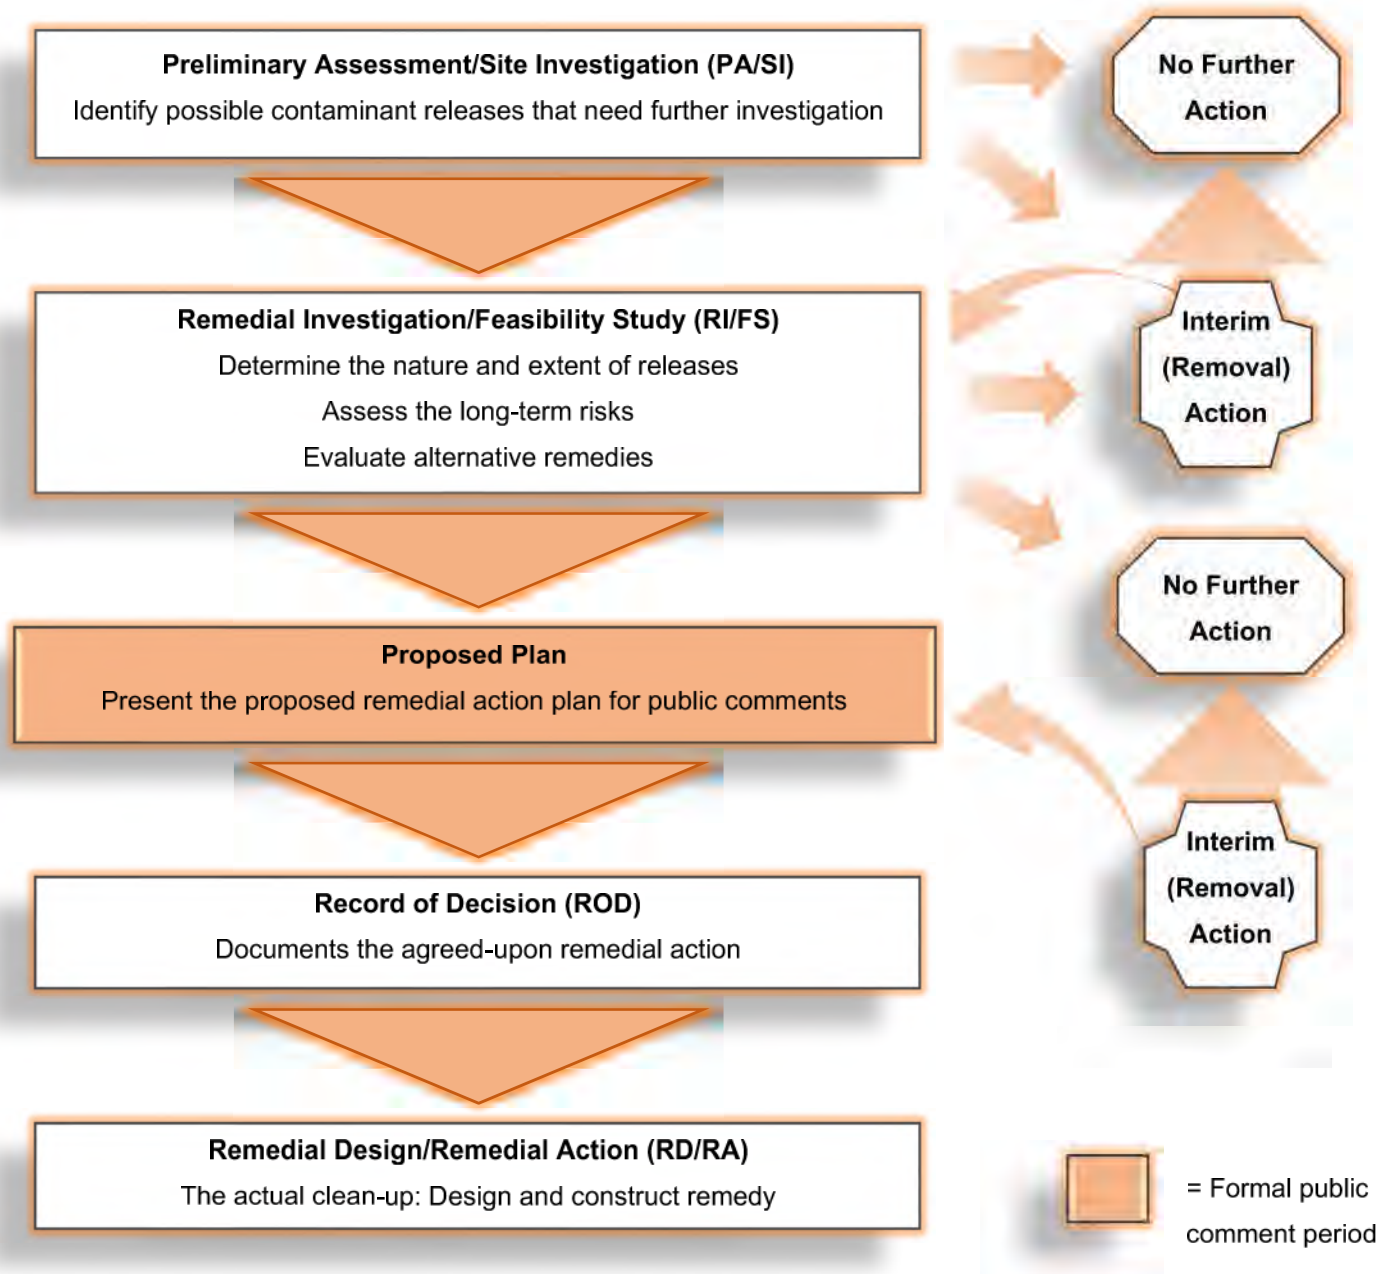 Preliminary Assessment/Site Investigation (PA/SI)
Identify possible contaminant releases that need further investigation
No Further
Action
Remedial Investigation/Feasibility Study (RI/FS)
Determine the nature and extent of releases
Assess the long-term risks
Evaluate alternative remedies
Interim
(Removal)
Action
No Further
Action
Proposed Plan
Present the proposed remedial action plan for public comments
Interim
(Removal)
Action
Record of Decision (ROD)
Documents the agreed-upon remedial action
Remedial Design/Remedial Action (RD/RA)
The actual clean-up: Design and construct remedy
= Formal public
comment period